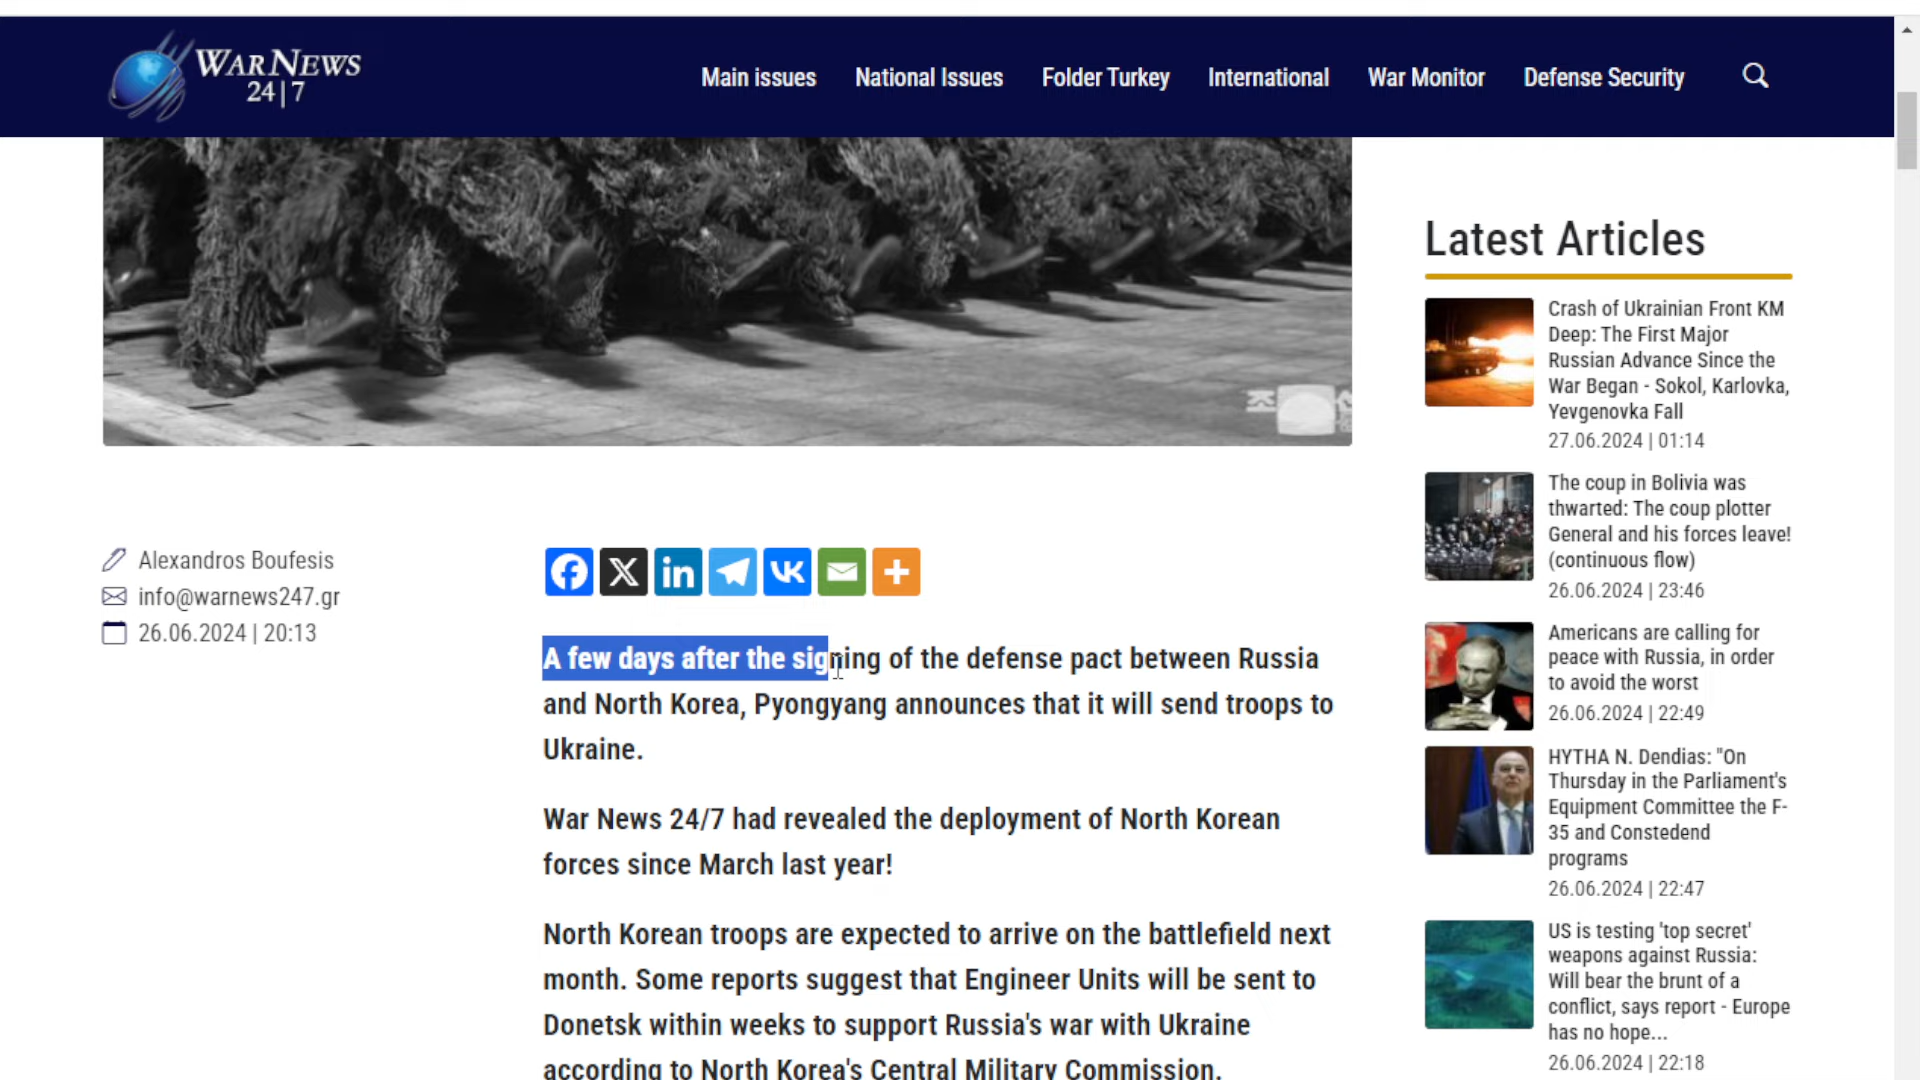 WAR NEWS
24|7
Main issues
National Issues
Folder Turkey
International
War Monitor
Defense Security
Alexandros Boufesis
info@warnews247.gr
26.06.2024 | 20:13
A few days after the signing of the defense pact between Russia
and North Korea, Pyongyang announces that it will send troops to
Ukraine.
War News 24/7 had revealed the deployment of North Korean
forces since March last year!
North Korean troops are expected to arrive on the battlefield next
month. Some reports suggest that Engineer Units will be sent to
Donetsk within weeks to support Russia's war with Ukraine
according to North Korea's Central Military Commission.
Latest Articles
Crash of Ukrainian Front KM
Deep: The First Major
Russian Advance Since the
War Began - Sokol, Karlovka,
Yevgenovka Fall
27.06.2024 | 01:14
The coup in Bolivia was
thwarted: The coup plotter
General and his forces leave!
(continuous flow)
26.06.2024 | 23:46
Americans are calling for
peace with Russia, in order
to avoid the worst
26.06.2024 | 22:49
HYTHA N. Dendias: "On
Thursday in the Parliament's
Equipment Committee the F-
35 and Constedend
programs
26.06.2024 | 22:47
US is testing 'top secret'
weapons against Russia:
Will bear the brunt of a
conflict, says report - Europe
has no hope...
26.06.2024 | 22:18